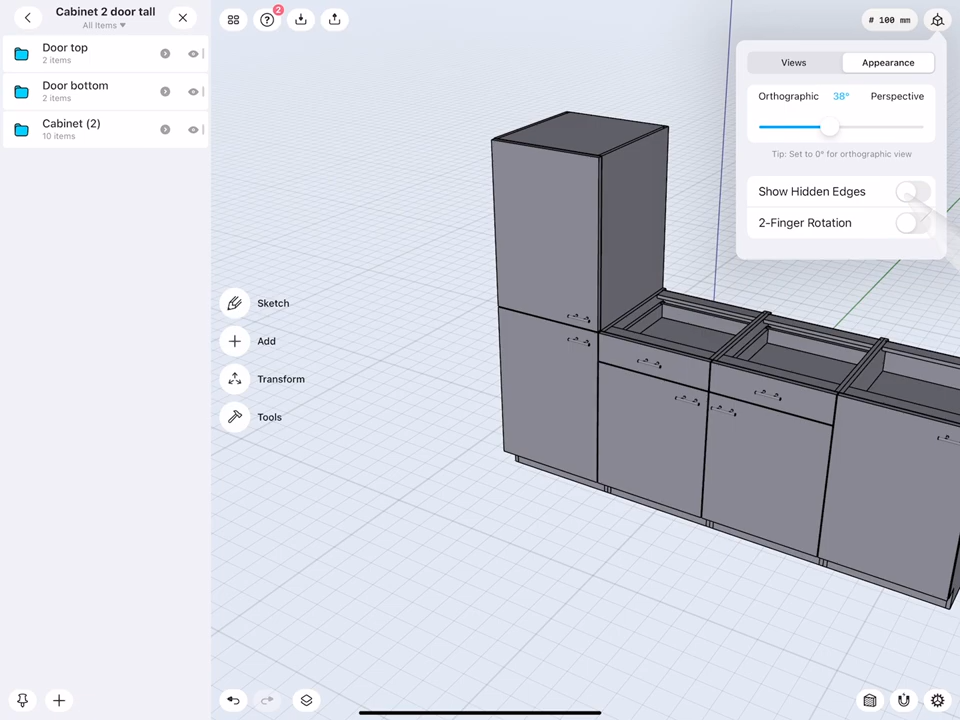 Cabinet 2 door tall
All Items ▼
Door top
2 items
Door bottom
2 items
Cabinet (2)
10 items
2
# 100 mm
Views
Appearance
Orthographic 38° Perspective
Tip: Set to 0° for orthographic view
Show Hidden Edges
2-Finger Rotation
Sketch
Add
Transform
Tools